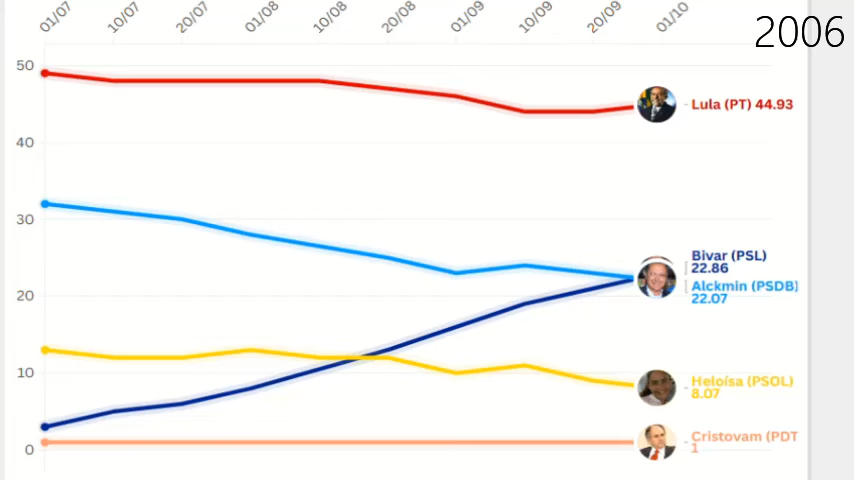 01/07 10/07 20/07 01/08 10/08 20/08 01/09 10/09 20/09 01/10
2006
50
40
30
20
10
0
Lula (PT) 44.93
Bivar (PSL)
22.86
Alckmin (PSDB)
22.07
Heloísa (PSOL)
8.07
Cristovam (PDT
1